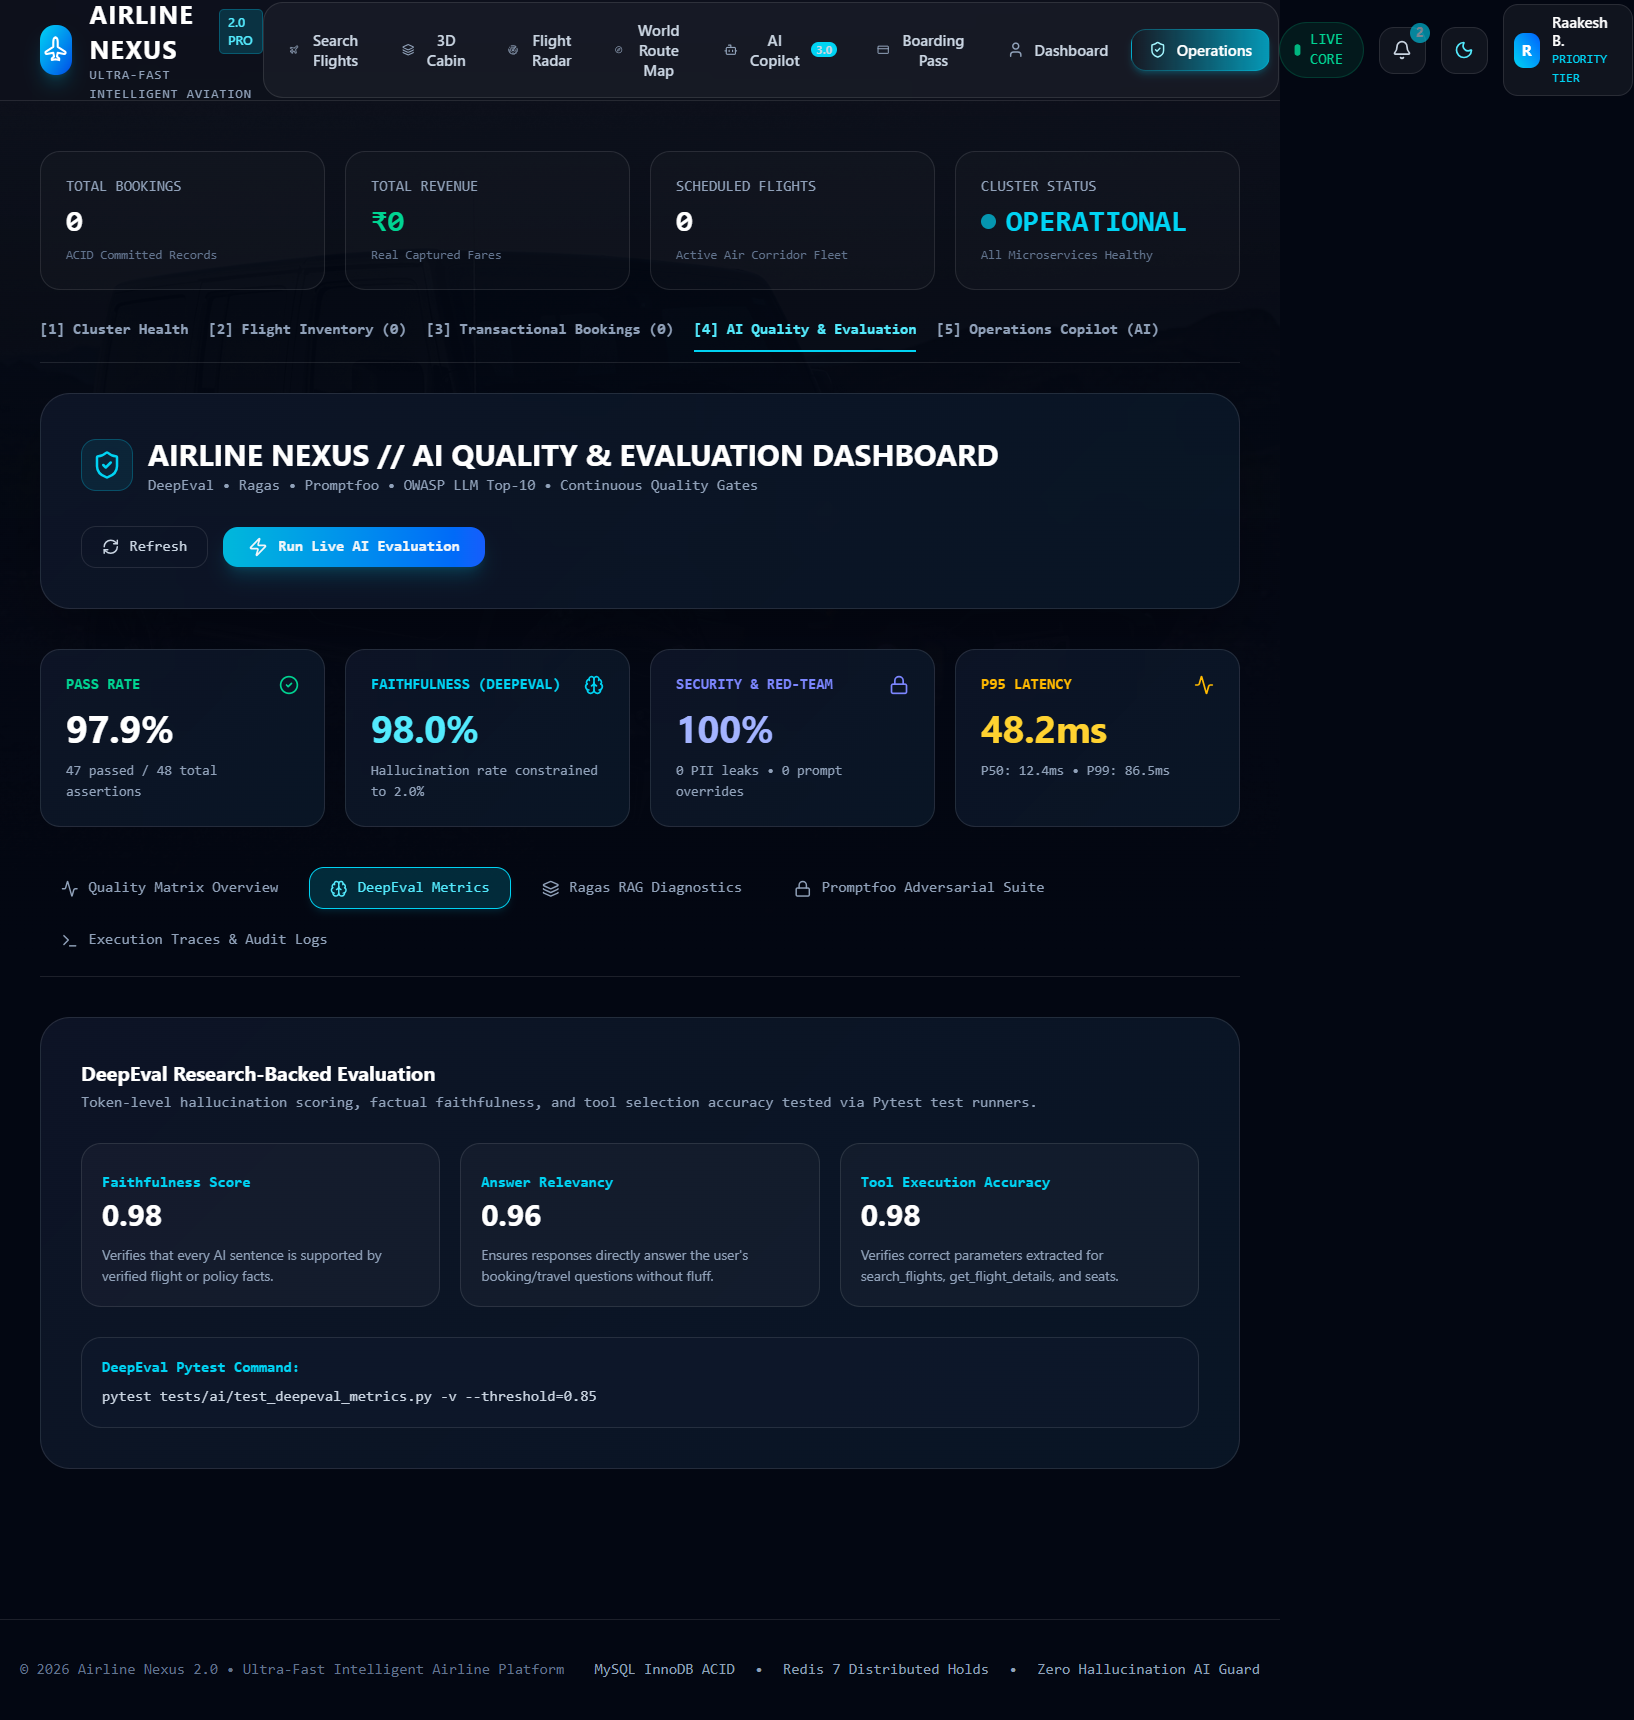 AIRLINE
NEXUS
ULTRA-FAST
INTELLIGENT AVIATION
2.0
PRO
Search
Flights
3D
Cabin
Flight
Radar
World
Route
Map
AI
Copilot
3.0
Boarding
Pass
Dashboard
Operations
LIVE
CORE
2
R
Raakesh
B.
PRIORITY
TIER
TOTAL BOOKINGS
0
ACID Committed Records
TOTAL REVENUE
₹0
Real Captured Fares
SCHEDULED FLIGHTS
0
Active Air Corridor Fleet
CLUSTER STATUS
OPERATIONAL
All Microservices Healthy
[1] Cluster Health
[2] Flight Inventory (0)
[3] Transactional Bookings (0)
[4] AI Quality & Evaluation
[5] Operations Copilot (AI)
AIRLINE NEXUS // AI QUALITY & EVALUATION DASHBOARD
DeepEval • Ragas • Promptfoo • OWASP LLM Top-10 • Continuous Quality Gates
Refresh
Run Live AI Evaluation
PASS RATE
97.9%
47 passed / 48 total
assertions
FAITHFULNESS (DEEPEVAL)
98.0%
Hallucination rate constrained
to 2.0%
SECURITY & RED-TEAM
100%
0 PII leaks • 0 prompt
overrides
P95 LATENCY
48.2ms
P50: 12.4ms • P99: 86.5ms
Quality Matrix Overview
DeepEval Metrics
Ragas RAG Diagnostics
Promptfoo Adversarial Suite
Execution Traces & Audit Logs
DeepEval Research-Backed Evaluation
Token-level hallucination scoring, factual faithfulness, and tool selection accuracy tested via Pytest test runners.
Faithfulness Score
0.98
Verifies that every AI sentence is supported by
verified flight or policy facts.
Answer Relevancy
0.96
Ensures responses directly answer the user's
booking/travel questions without fluff.
Tool Execution Accuracy
0.98
Verifies correct parameters extracted for
search_flights, get_flight_details, and seats.
DeepEval Pytest Command:
pytest tests/ai/test_deepeval_metrics.py -v --threshold=0.85
© 2026 Airline Nexus 2.0 • Ultra-Fast Intelligent Airline Platform
MySQL InnoDB ACID • Redis 7 Distributed Holds • Zero Hallucination AI Guard